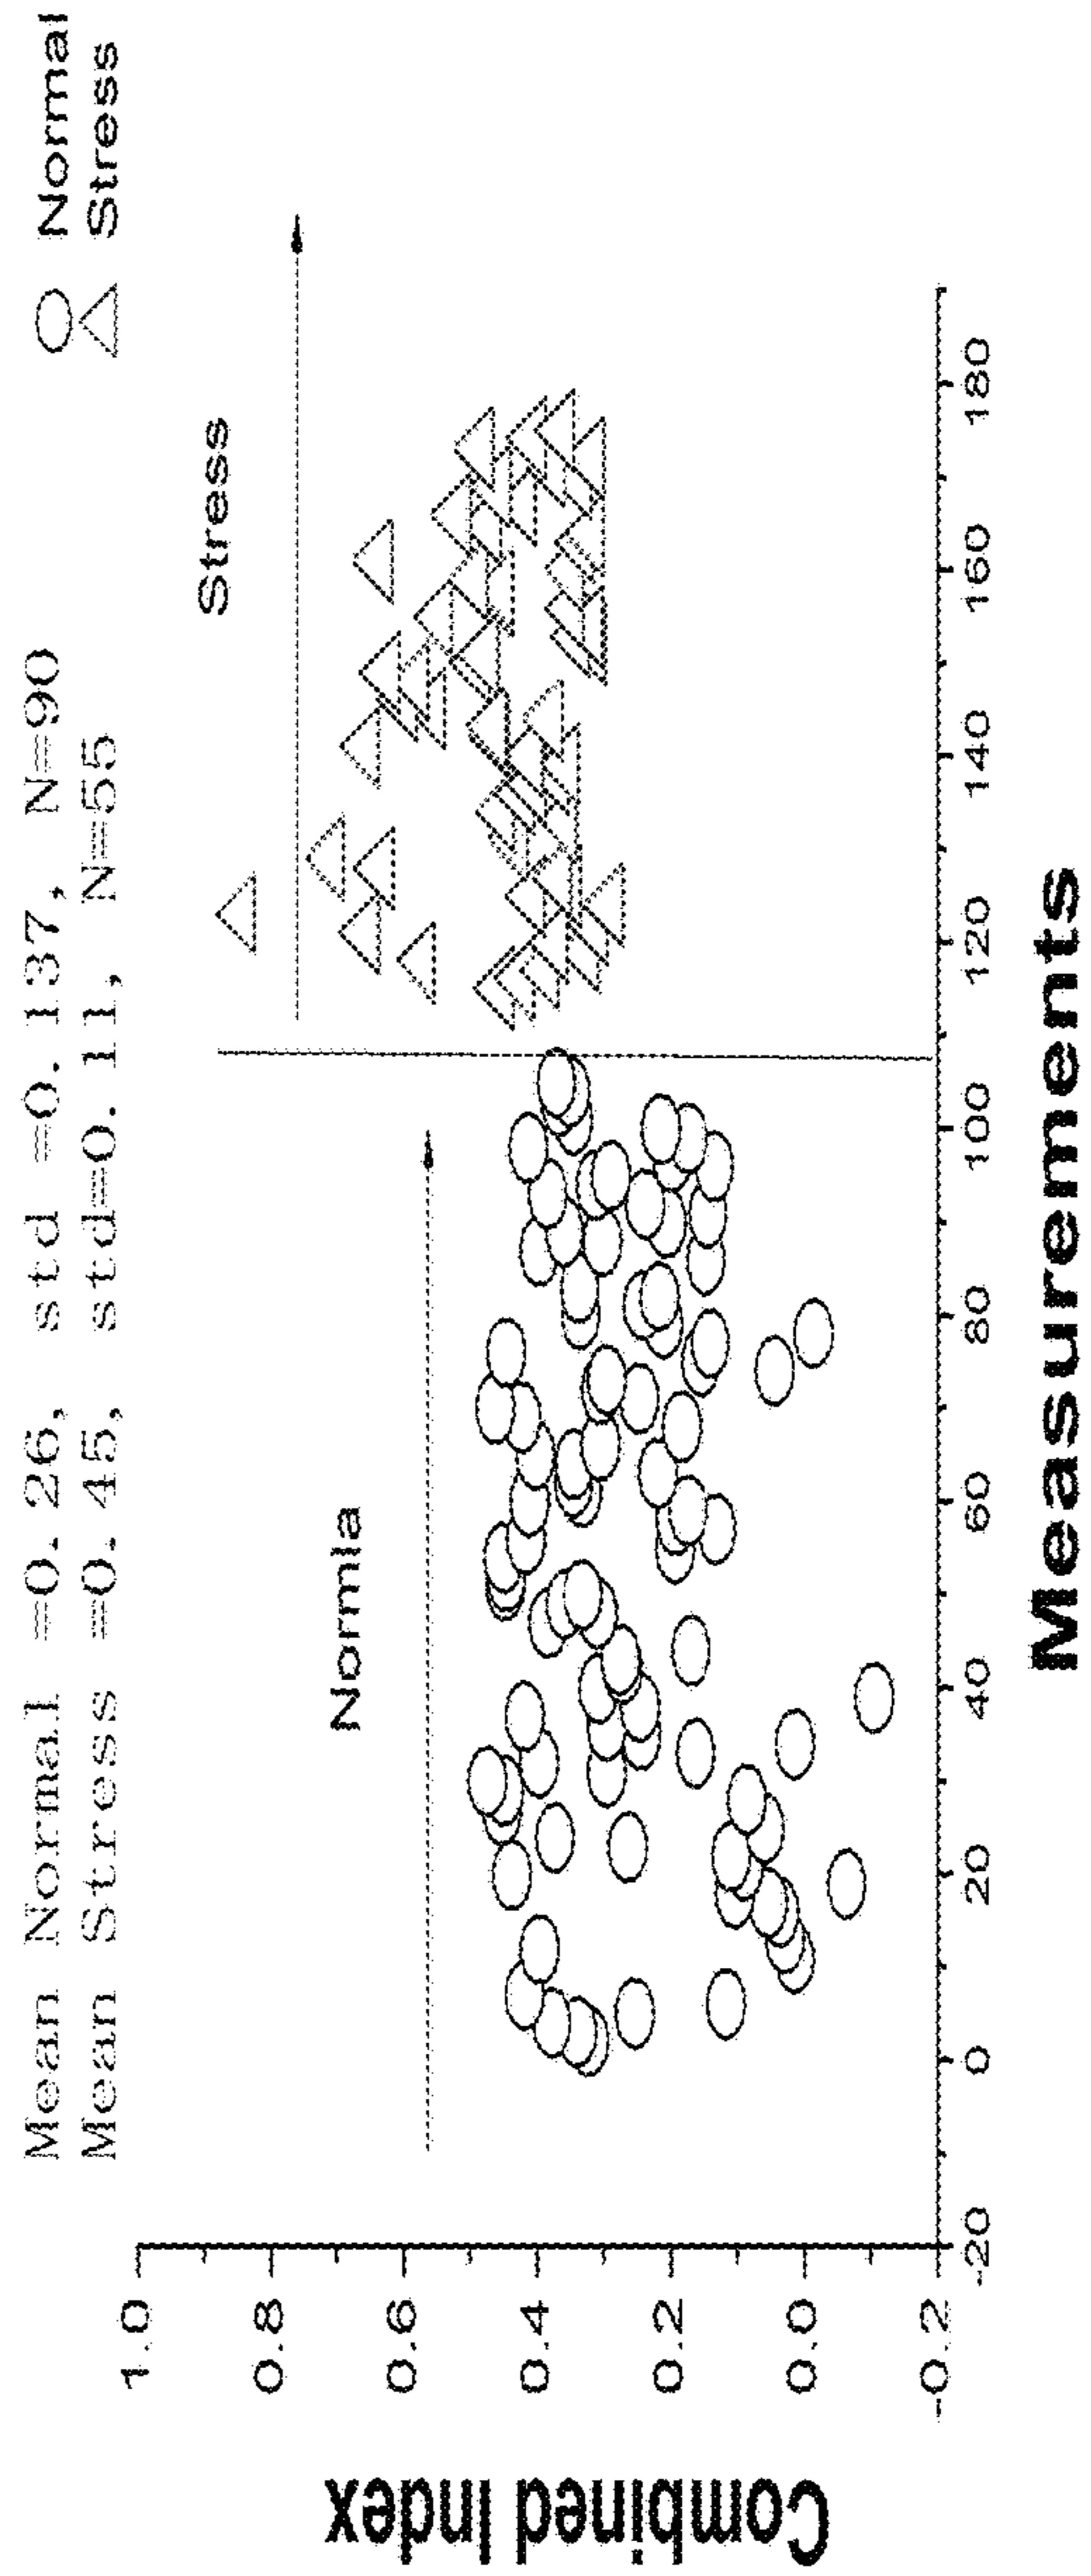 Mean Normal =0.26, std =0.137, N=90
Mean Stress =0.45, std=0.11, N=55
Normal
Stress
Stress
Normla
Combined Index
1.0
0.8
0.6
0.4
0.2
0.0
-0.2
-20 0 20 40 60 80 100 120 140 160 180
Measurements